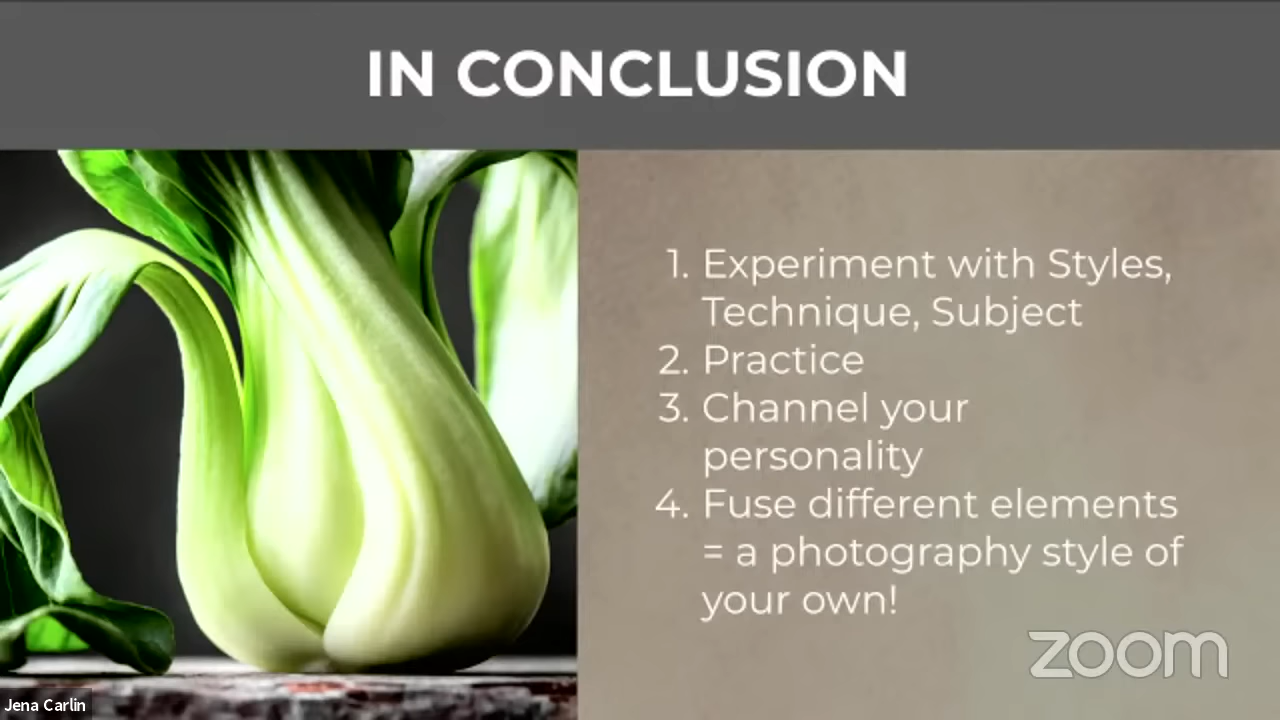 IN CONCLUSION
1. Experiment with Styles,
Technique, Subject
2. Practice
3. Channel your
personality
4. Fuse different elements
= a photography style of
your own!
zoom
Jena Carlin